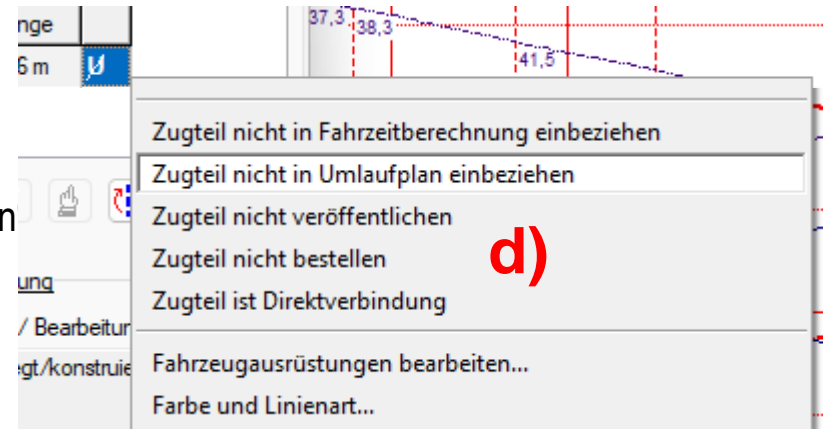 nge
37,3
38,3
6 m
41,5
Zugteil nicht in Fahrzeitberechnung einbeziehen
Zugteil nicht in Umlaufplan einbeziehen
n
Zugteil nicht veröffentlichen
d)
Zugteil nicht bestellen
ung
Zugteil ist Direktverbindung
/ Bearbeitur
gt/konstruie
Fahrzeugausrüstungen bearbeiten...
Farbe und Linienart...